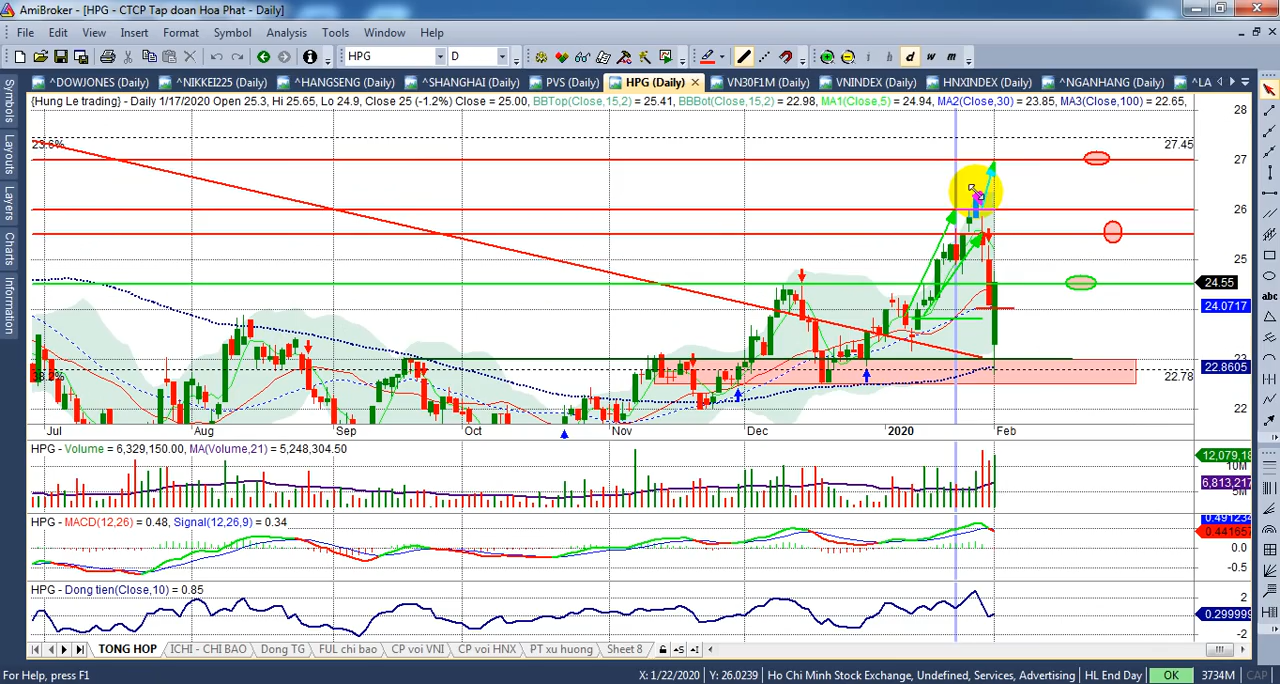 AmiBroker - [HPG - CTCP Tap doan Hoa Phat - Daily]
File Edit View Insert Format Symbol Analysis Tools Window Help
HPG D i h d w m
^DOWJONES (Daily) ^NIKKEI225 (Daily) ^HANGSENG (Daily) ^SHANGHAI (Daily) PVS (Daily) HPG (Daily) VN30F1M (Daily) VNINDEX (Daily) HNXINDEX (Daily) ^NGANHANG (Daily) ^LA
{Hung Le trading} - Daily 1/17/2020 Open 25.3, Hi 25.65, Lo 24.9, Close 25 (-1.2%) Close = 25.00, BBTop(Close,15,2) = 25.41, BBBot(Close,15,2) = 22.98, MA1(Close,5) = 24.94, MA2(Close,30) = 23.85, MA3(Close,100) = 22.65,
Symbols
Layouts
Layers
Charts
Information
28
23.6% 27.45
27
26
25
24.55
24.0717
23
22.8605
22.78
22
Jul Aug Sep Oct Nov Dec 2020 Feb
HPG - Volume = 6,329,150.00, MA(Volume,21) = 5,248,304.50
12,079,18
10M
6,813,217
5M
HPG - MACD(12,26) = 0.48, Signal(12,26,9) = 0.34
0.491234
0.441657
0.0
-0.5
HPG - Dong tien(Close,10) = 0.85
2
0.299999
-2
TONG HOP ICHI - CHI BAO Dong TG FUL chi bao CP voi VNI CP voi HNX PT xu huong Sheet 8
For Help, press F1 X: 1/22/2020 Y: 26.0239 Ho Chi Minh Stock Exchange, Undefined, Services, Advertising HL End Day OK 3734M CAP
abc